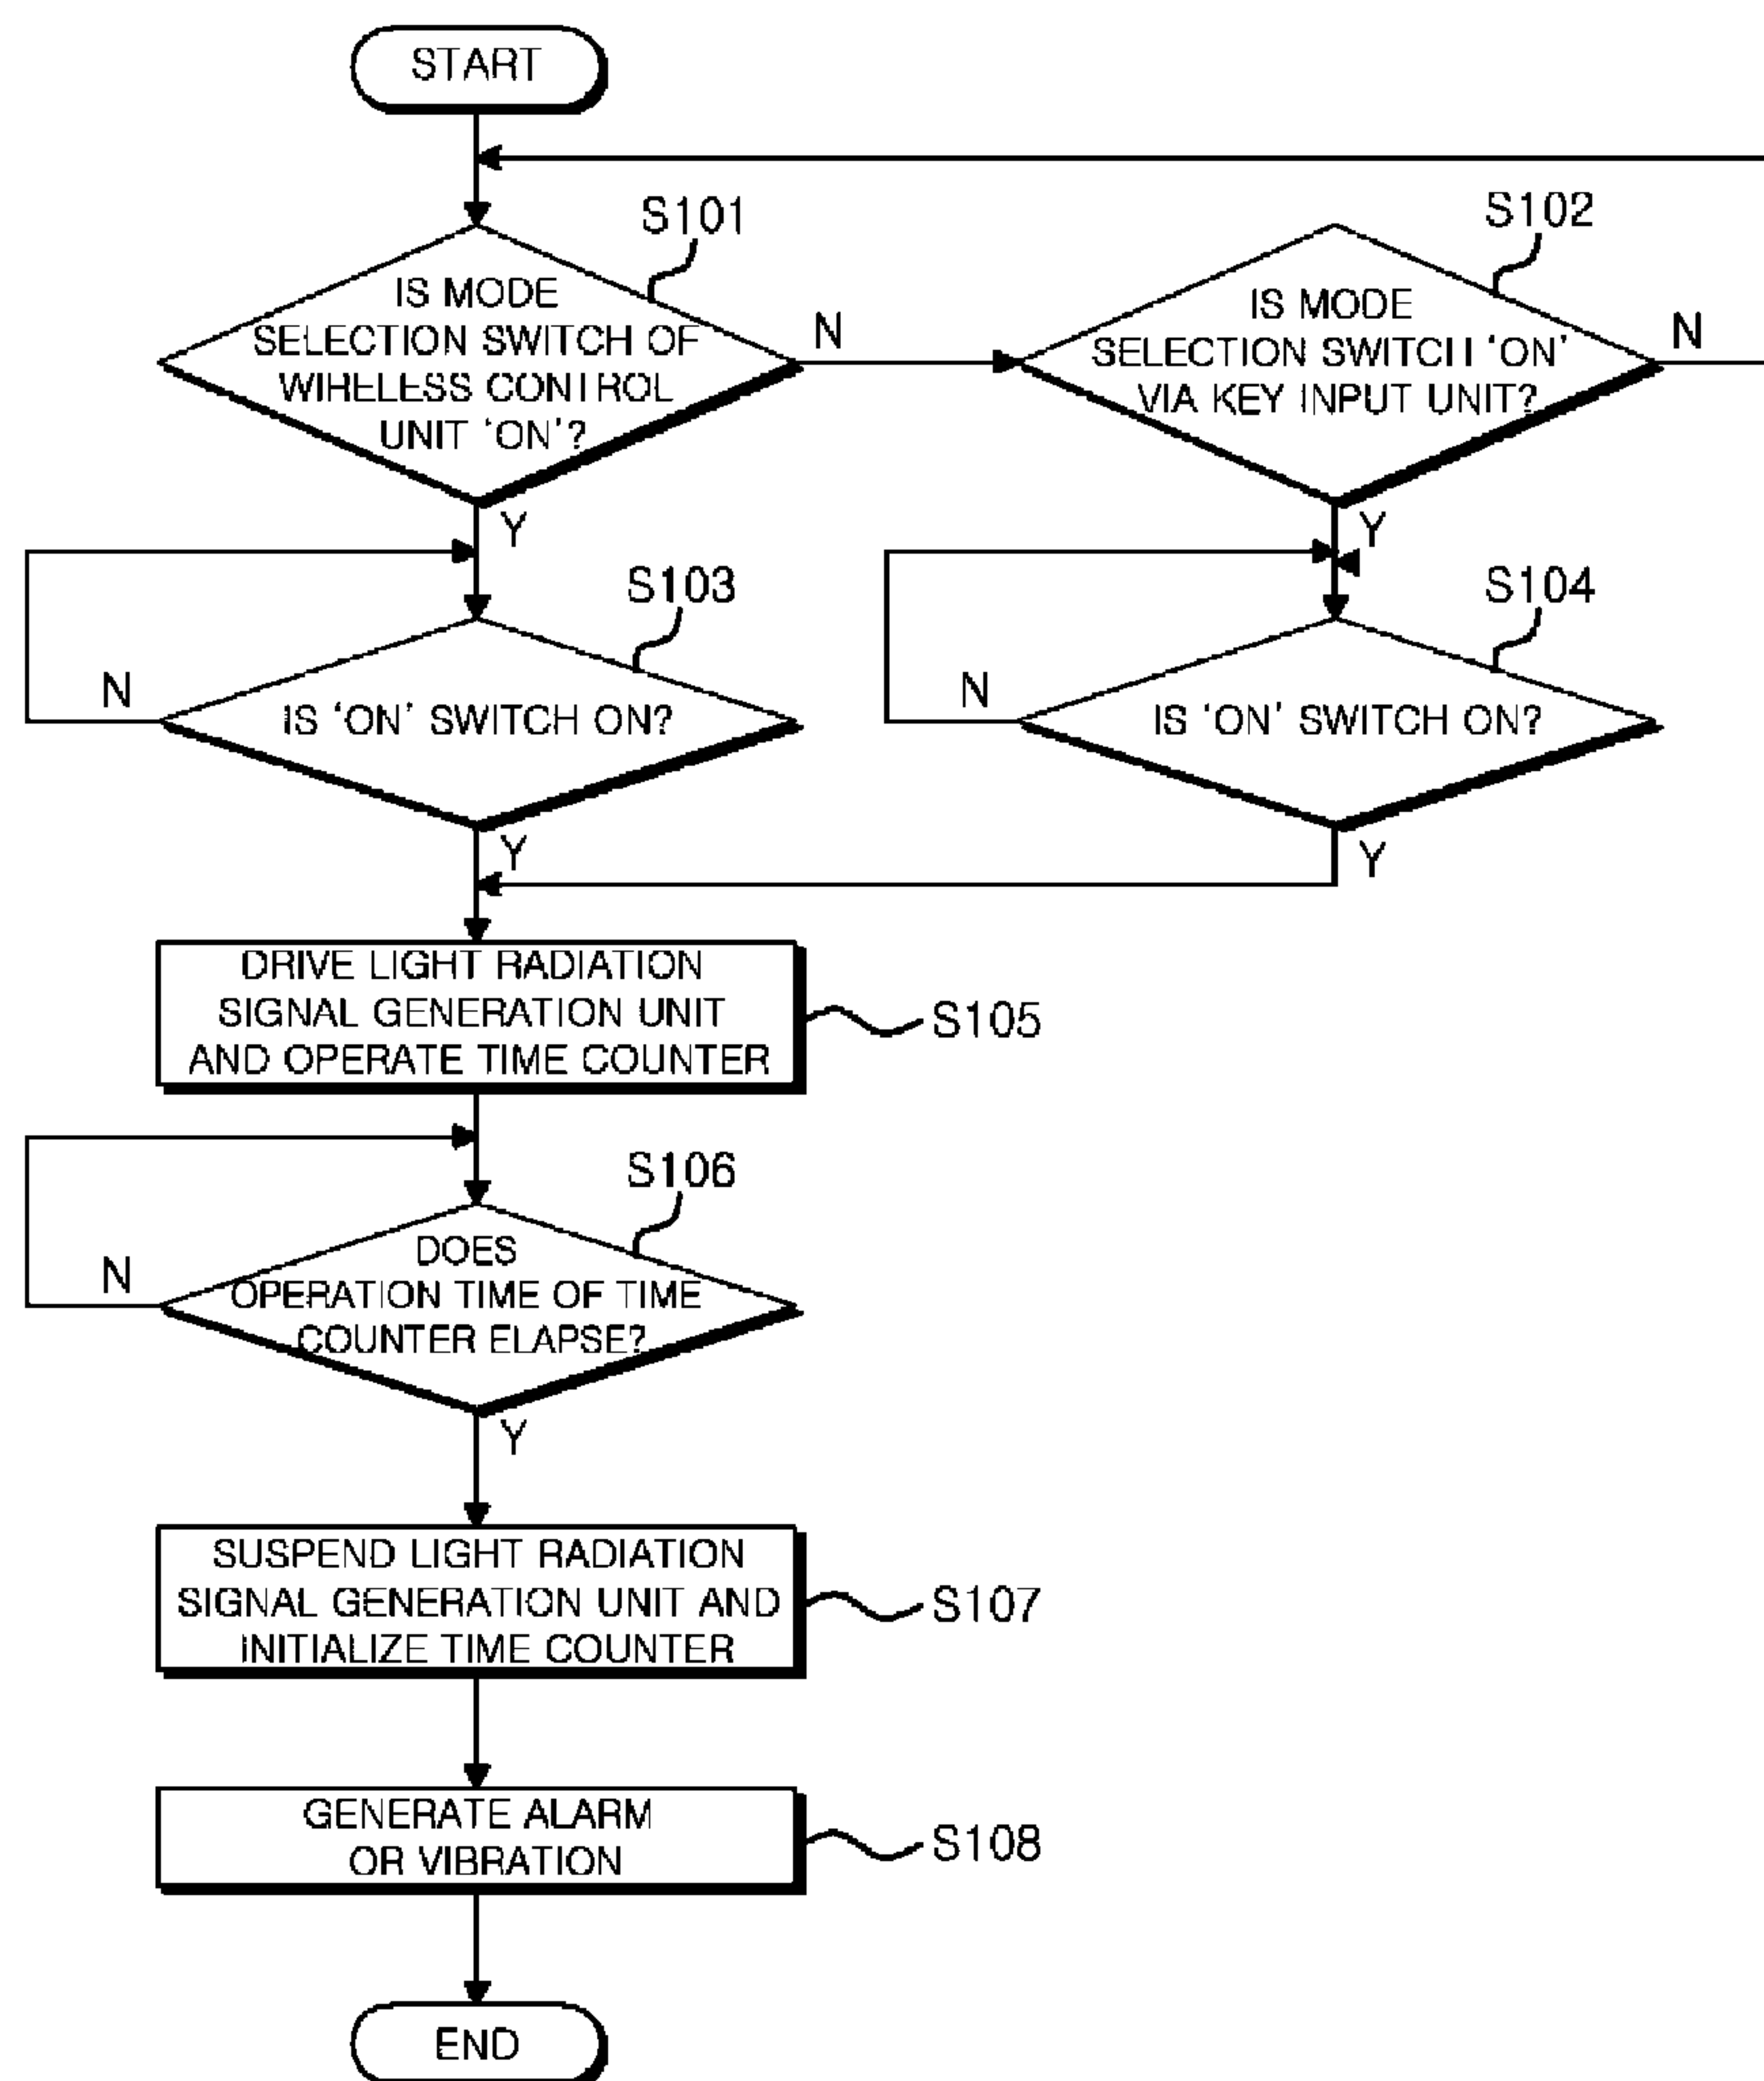 START
S101
IS MODE
SELECTION SWITCH OF
WIRELESS CONTROL
UNIT ‘ON’?
N
Y
S102
IS MODE
SELECTION SWITCH ‘ON’
VIA KEY INPUT UNIT?
N
Y
S103
IS ‘ON’ SWITCH ON?
N
Y
S104
IS ‘ON’ SWITCH ON?
N
Y
DRIVE LIGHT RADIATION
SIGNAL GENERATION UNIT
AND OPERATE TIME COUNTER
S105
S106
DOES
OPERATION TIME OF TIME
COUNTER ELAPSE?
N
Y
SUSPEND LIGHT RADIATION
SIGNAL GENERATION UNIT AND
INITIALIZE TIME COUNTER
S107
GENERATE ALARM
OR VIBRATION
S108
END